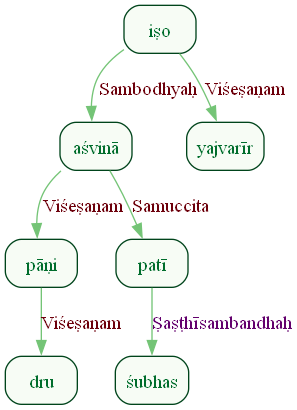 iṣo
Sambodhyaḥ Viśeṣaṇam
aśvinā yajvarīr
Viśeṣaṇam Samuccita
pāṇi patī
Viśeṣaṇam Ṣaṣṭhīsambandhaḥ
dru śubhas